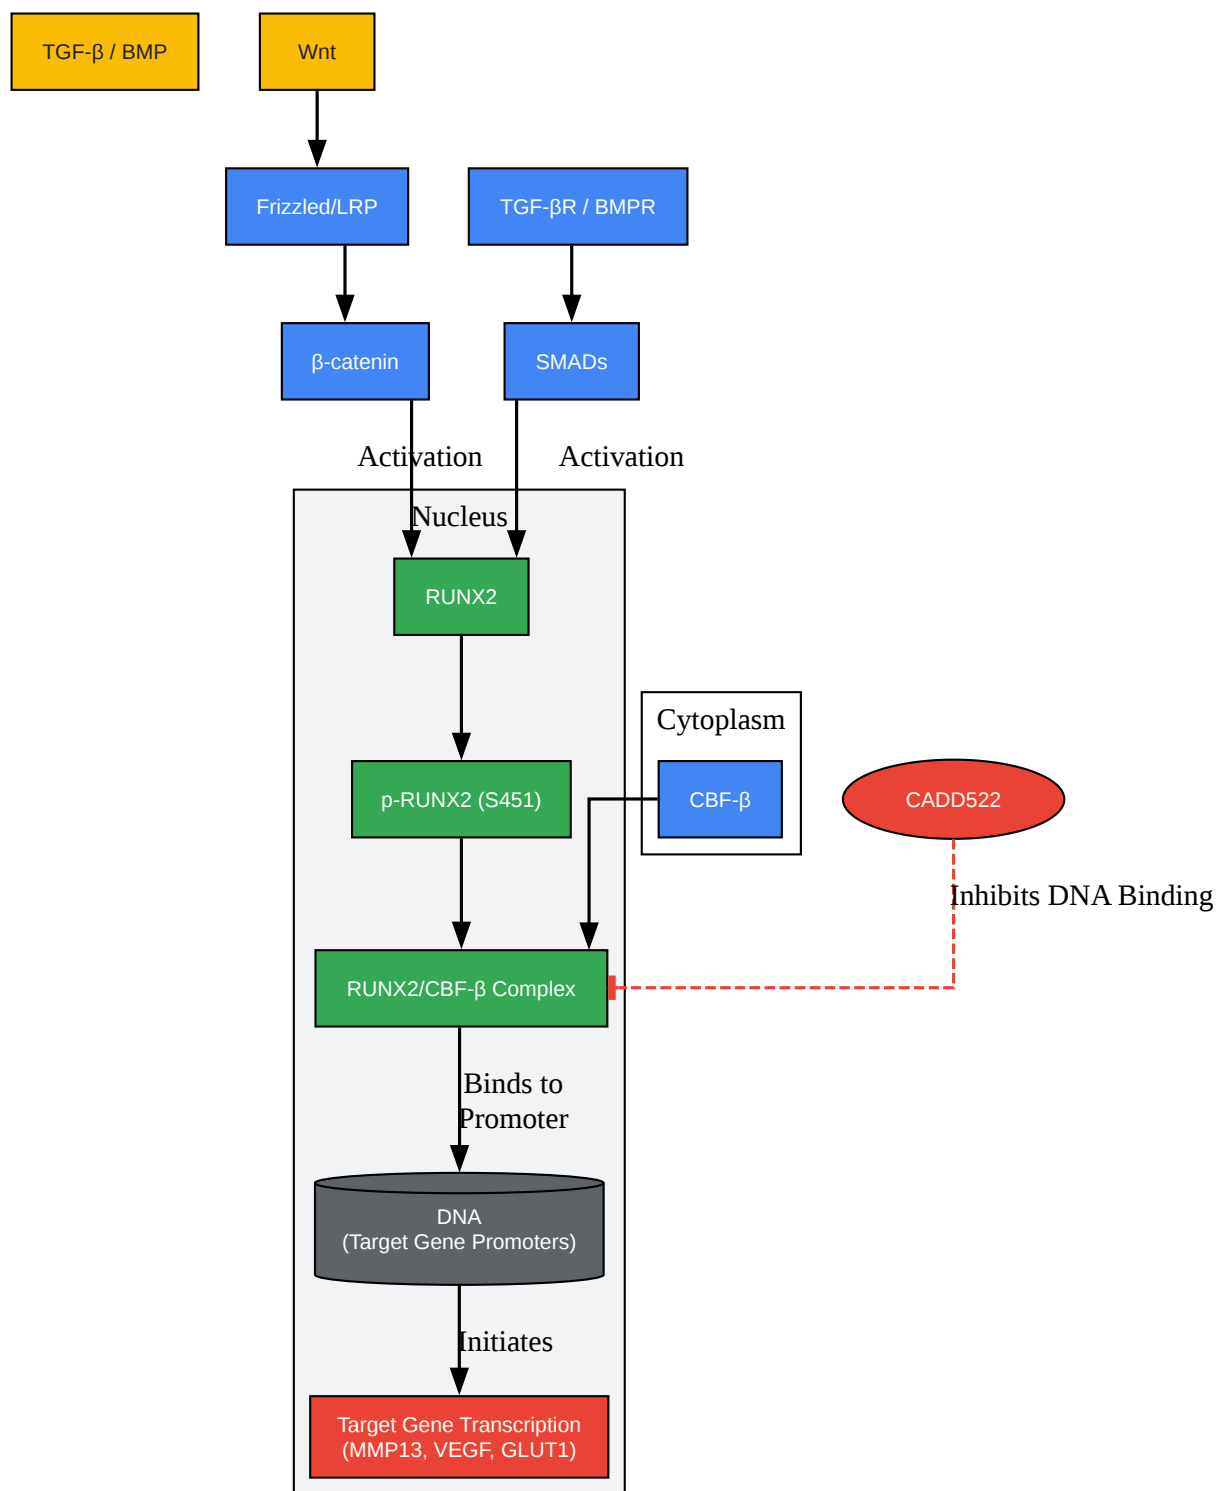 TGF-β / BMP
Wnt
Frizzled/LRP
TGF-βR / BMPR
β-catenin
SMADs
Activation
Activation
Nucleus
RUNX2
Cytoplasm
p-RUNX2 (S451)
CBF-β
CADD522
Inhibits DNA Binding
RUNX2/CBF-β Complex
Binds to
Promoter
DNA
(Target Gene Promoters)
Initiates
Target Gene Transcription
(MMP13, VEGF, GLUT1)